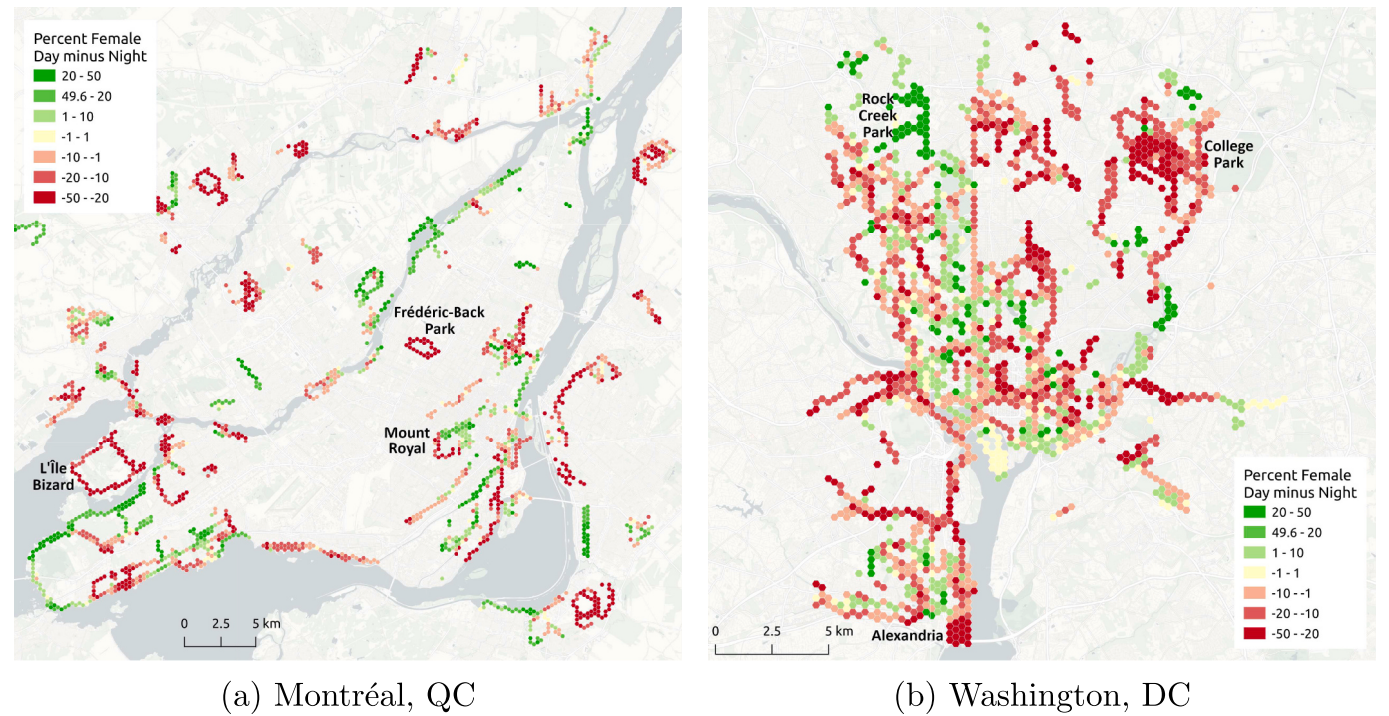 Percent Female
Day minus Night
20 - 50
49.6 - 20
1 - 10
-1 - 1
-10 - -1
-20 - -10
-50 - -20
Frédéric-Back
Park
Mount
Royal
L'Île
Bizard
0 2.5 5 km
(a) Montréal, QC
Rock
Creek
Park
College
Park
Alexandria
0 2.5 5 km
Percent Female
Day minus Night
20 - 50
49.6 - 20
1 - 10
-1 - 1
-10 - -1
-20 - -10
-50 - -20
(b) Washington, DC